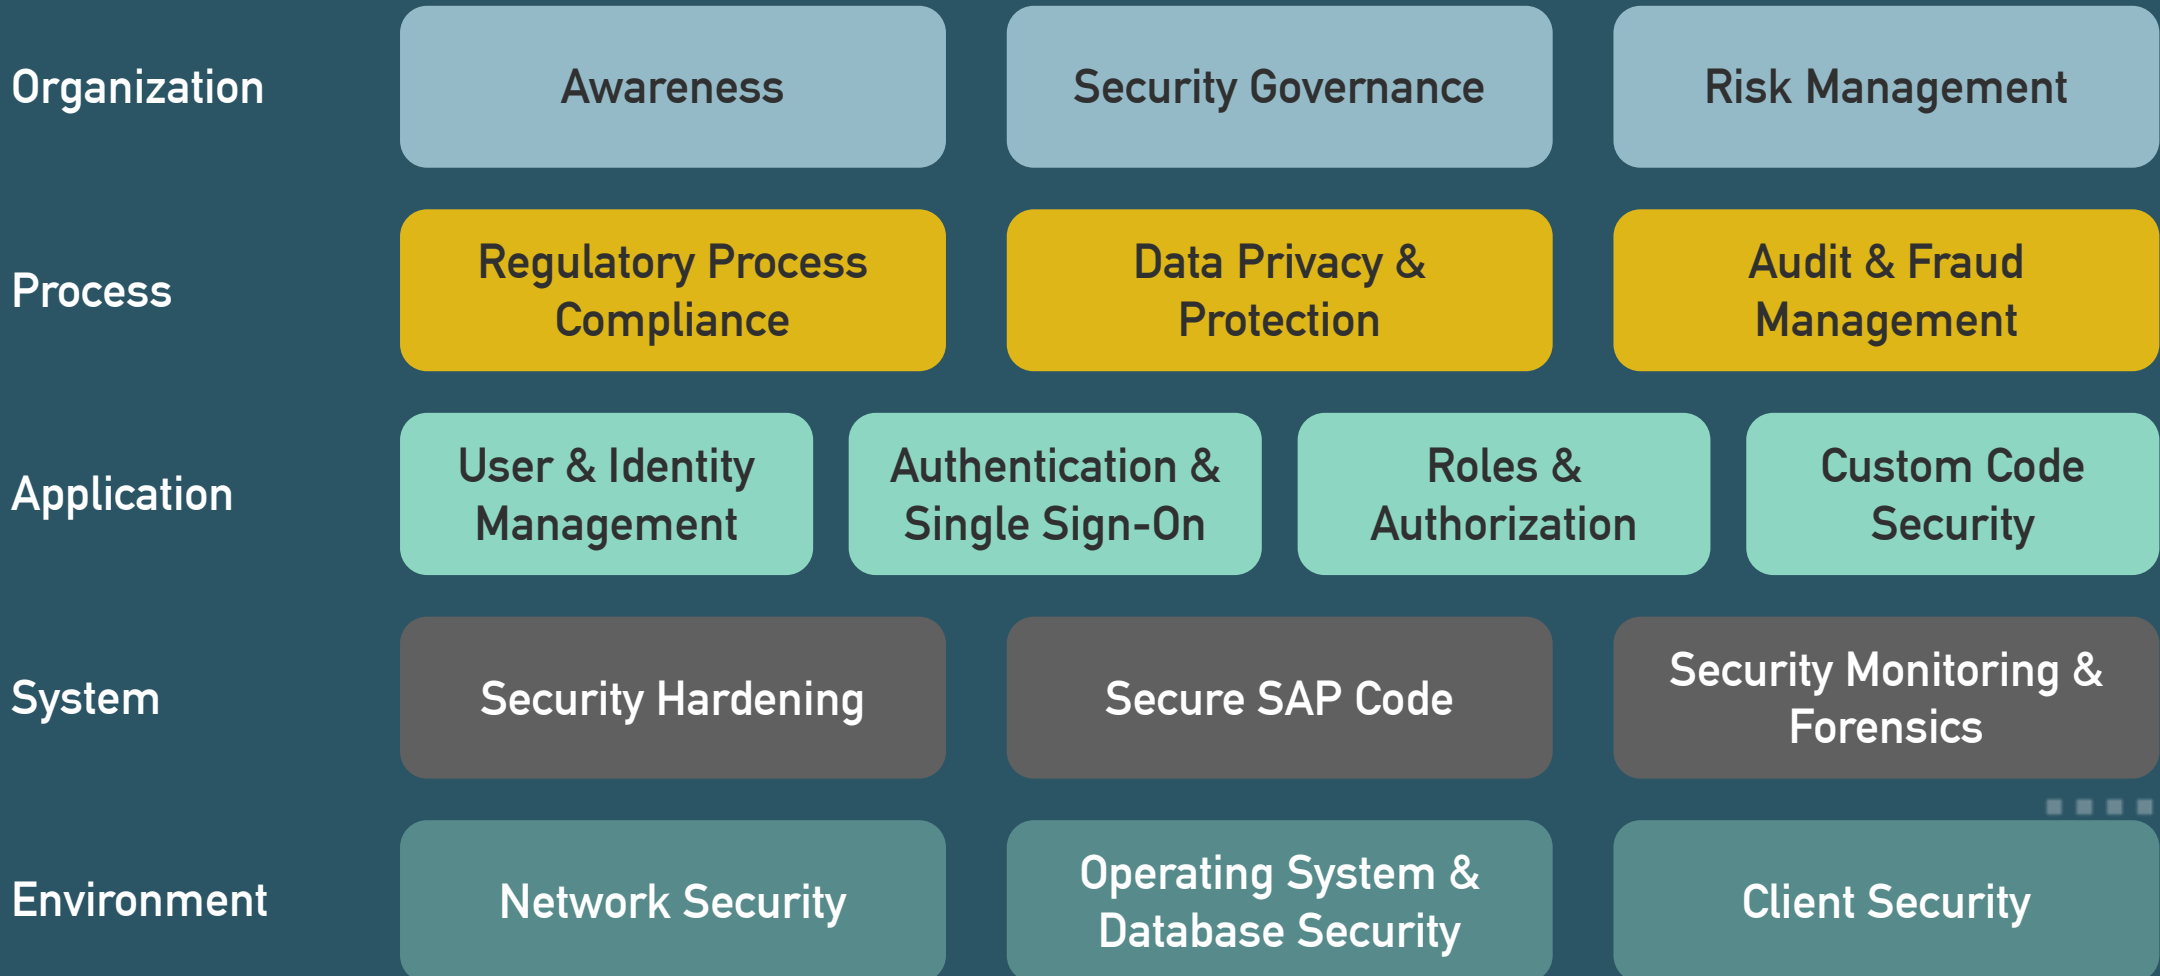 Organization
Awareness
Security Governance
Risk Management
Process
Regulatory Process
Compliance
Data Privacy &
Protection
Audit & Fraud
Management
Application
User & Identity
Management
Authentication &
Single Sign-On
Roles &
Authorization
Custom Code
Security
System
Security Hardening
Secure SAP Code
Security Monitoring &
Forensics
Environment
Network Security
Operating System &
Database Security
Client Security